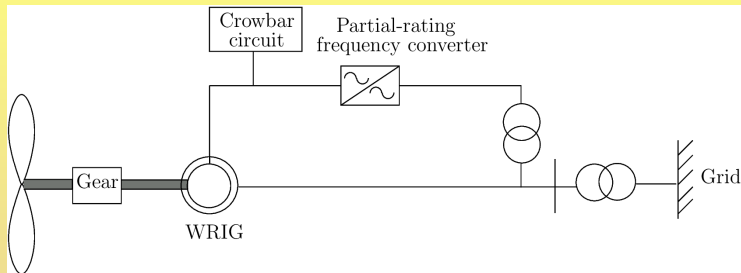 Crowbar
circuit
Partial-rating
frequency converter
Gear
Grid
WRIG